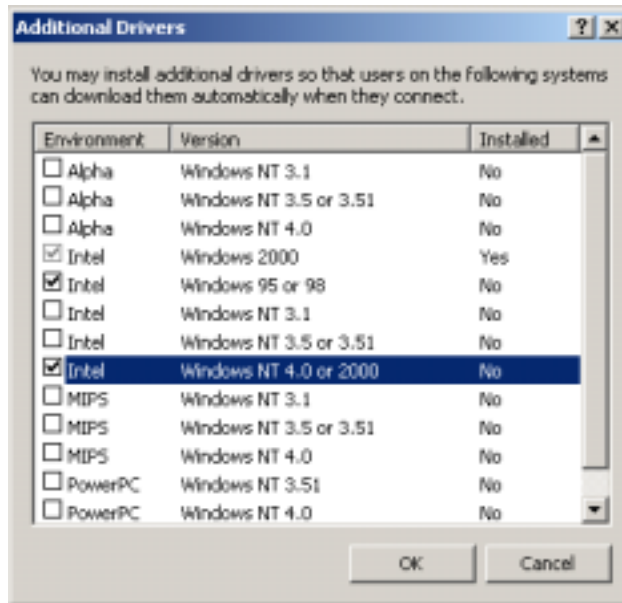 Additional Drivers
You may install additional drivers so that users on the following systems
can download them automatically when they connect.
Environment Version Installed
Alpha Windows NT 3.1 No
Alpha Windows NT 3.5 or 3.51 No
Alpha Windows NT 4.0 No
Intel Windows 2000 Yes
Intel Windows 95 or 98 No
Intel Windows NT 3.1 No
Intel Windows NT 3.5 or 3.51 No
Intel Windows NT 4.0 or 2000 No
MIPS Windows NT 3.1 No
MIPS Windows NT 3.5 or 3.51 No
MIPS Windows NT 4.0 No
PowerPC Windows NT 3.51 No
PowerPC Windows NT 4.0 No
OK Cancel